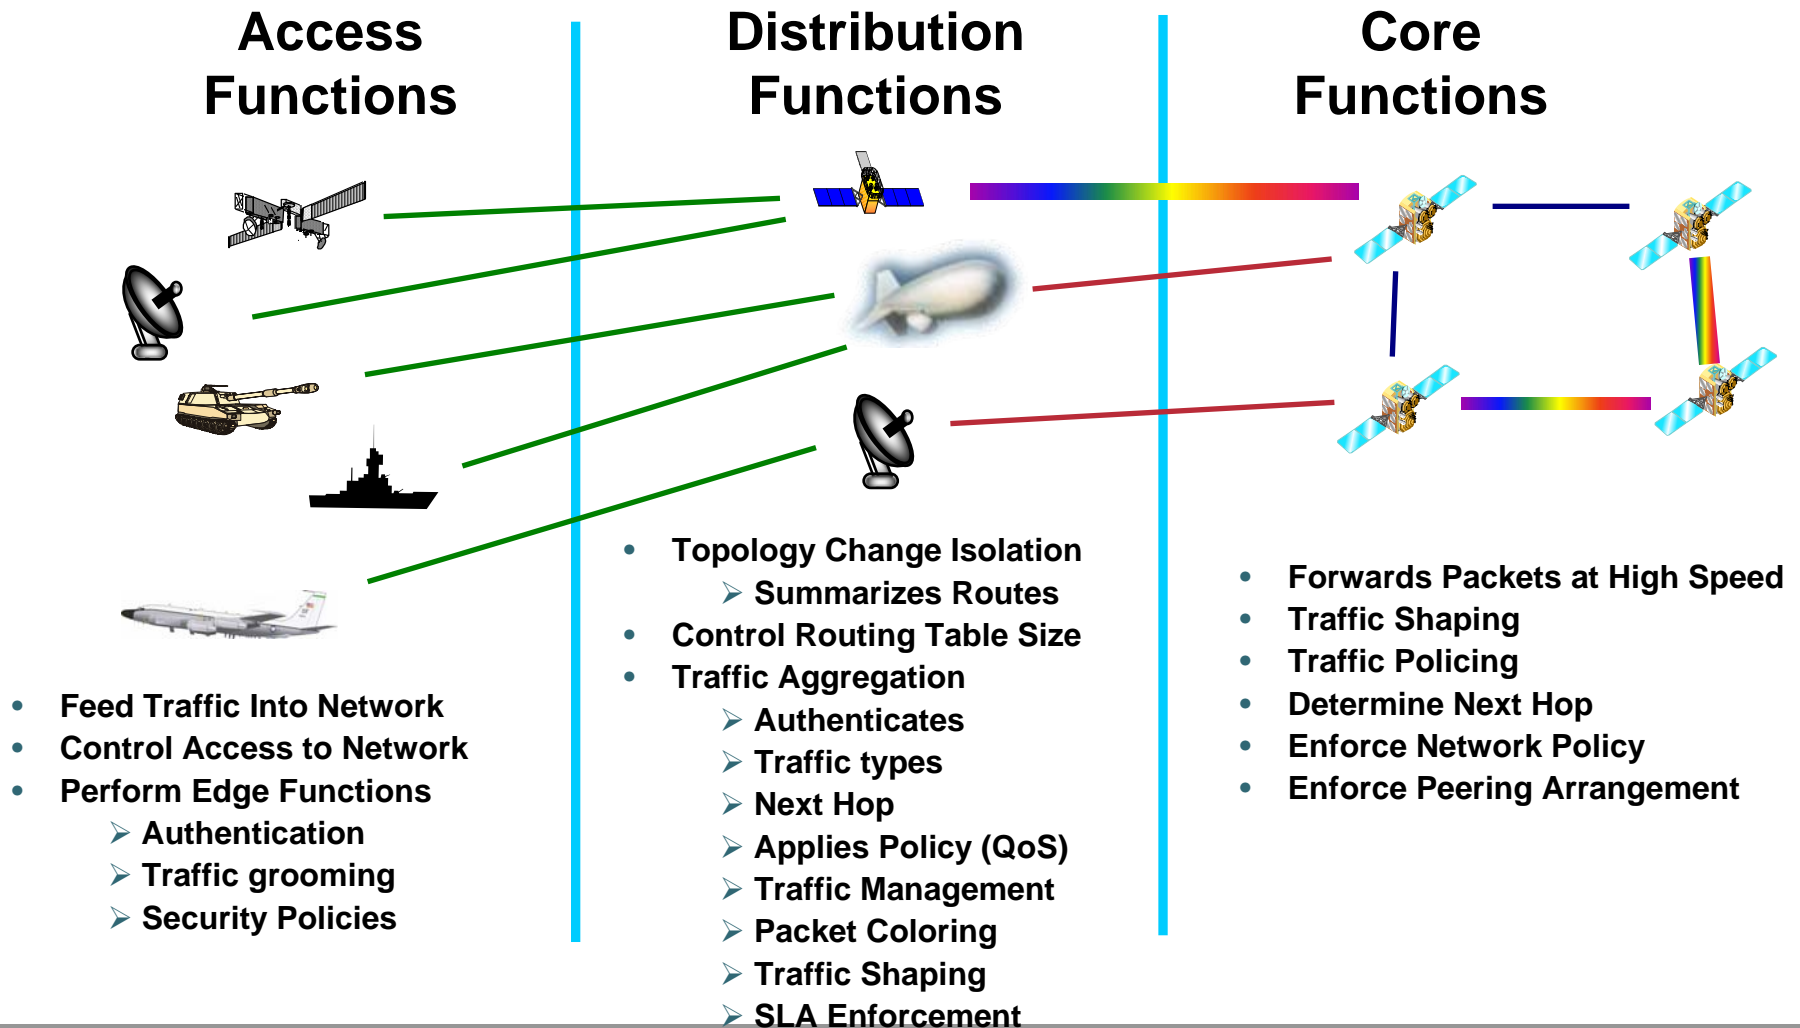 Access
Functions
Distribution
Functions
Core
Functions
• Feed Traffic Into Network
• Control Access to Network
• Perform Edge Functions
➢ Authentication
➢ Traffic grooming
➢ Security Policies
• Topology Change Isolation
➢ Summarizes Routes
• Control Routing Table Size
• Traffic Aggregation
➢ Authenticates
➢ Traffic types
➢ Next Hop
➢ Applies Policy (QoS)
➢ Traffic Management
➢ Packet Coloring
➢ Traffic Shaping
➢ SLA Enforcement
• Forwards Packets at High Speed
• Traffic Shaping
• Traffic Policing
• Determine Next Hop
• Enforce Network Policy
• Enforce Peering Arrangement